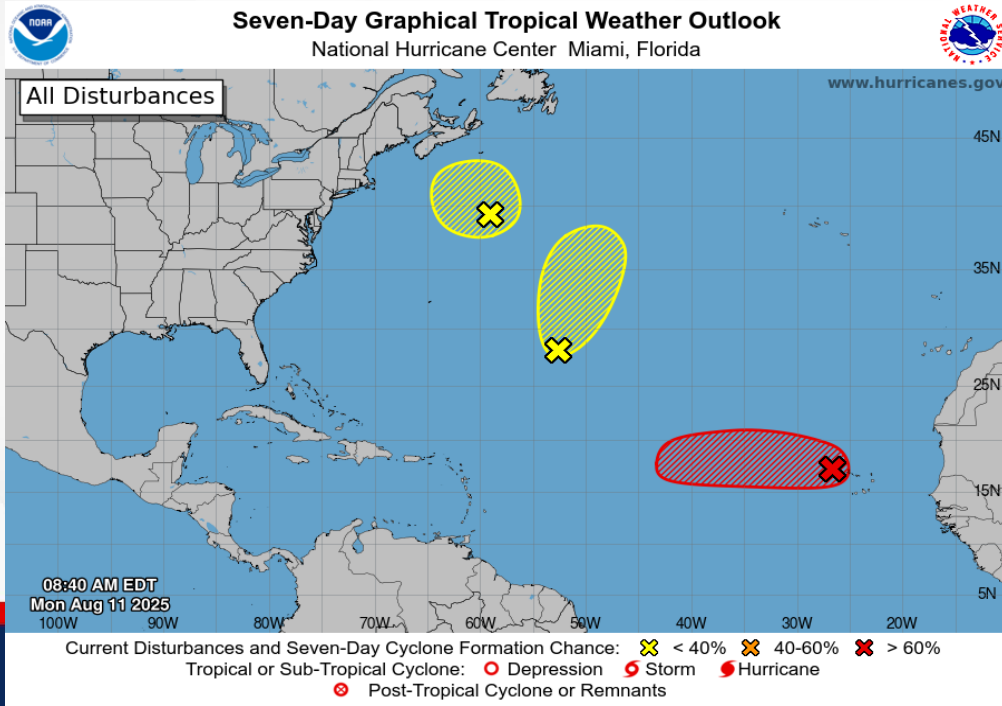 Seven-Day Graphical Tropical Weather Outlook
National Hurricane Center Miami, Florida
NOAA
NATIONAL WEATHER SERVICE
www.hurricanes.gov
All Disturbances
45N
35N
25N
15N
5N
08:40 AM EDT
Mon Aug 11 2025
100W 90W 80W 70W 60W 50W 40W 30W 20W
Current Disturbances and Seven-Day Cyclone Formation Chance: < 40% 40-60% > 60%
Tropical or Sub-Tropical Cyclone: Depression Storm Hurricane
Post-Tropical Cyclone or Remnants